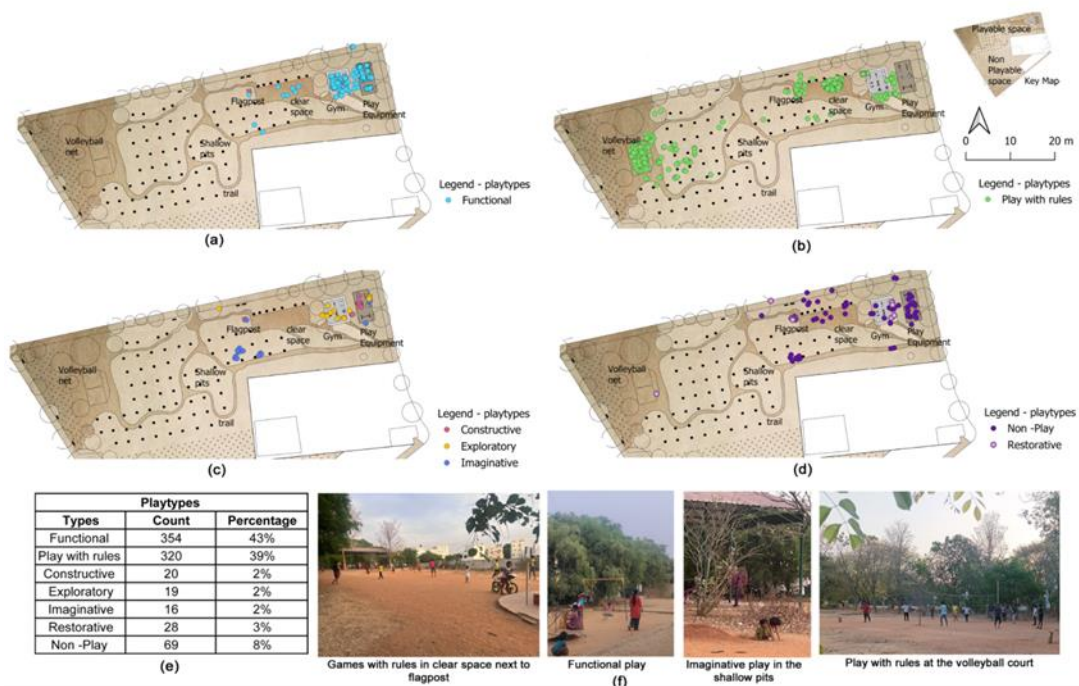 Flagpost
clear
space
Gym
Play
Equipment
Volleyball
net
Shallow
pits
trail
Legend - playtypes
Functional
(a)
Flagpost
clear
space
Gym
Play
Equipment
Volleyball
net
Shallow
pits
trail
Legend - playtypes
Play with rules
(b)
Playable space
Non
Playable
space
Key Map
0 10 20 m
Flagpost
clear
space
Gym
Play
Equipment
Volleyball
net
Shallow
pits
trail
Legend - playtypes
Constructive
Exploratory
Imaginative
(c)
Flagpost
clear
space
Gym
Play
Equipment
Volleyball
net
Shallow
pits
trail
Legend - playtypes
Non -Play
Restorative
(d)
Playtypes
Types Count Percentage
Functional 354 43%
Play with rules 320 39%
Constructive 20 2%
Exploratory 19 2%
Imaginative 16 2%
Restorative 28 3%
Non -Play 69 8%
(e)
Games with rules in clear space next to
flagpost
Functional play
(f)
Imaginative play in the
shallow pits
Play with rules at the volleyball court